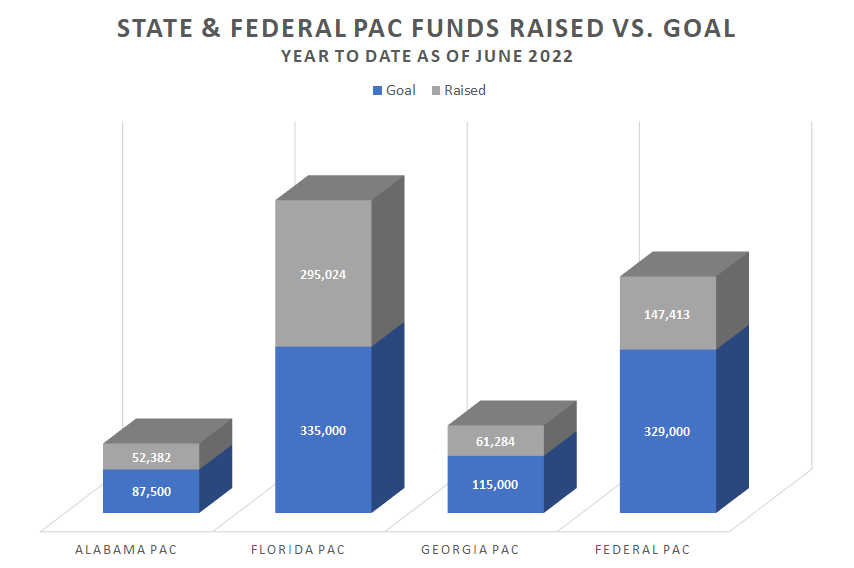 STATE & FEDERAL PAC FUNDS RAISED VS. GOAL
YEAR TO DATE AS OF JUNE 2022
Goal Raised
295,024
147,413
52,382
335,000
61,284
329,000
87,500
115,000
ALABAMA PAC FLORIDA PAC GEORGIA PAC FEDERAL PAC